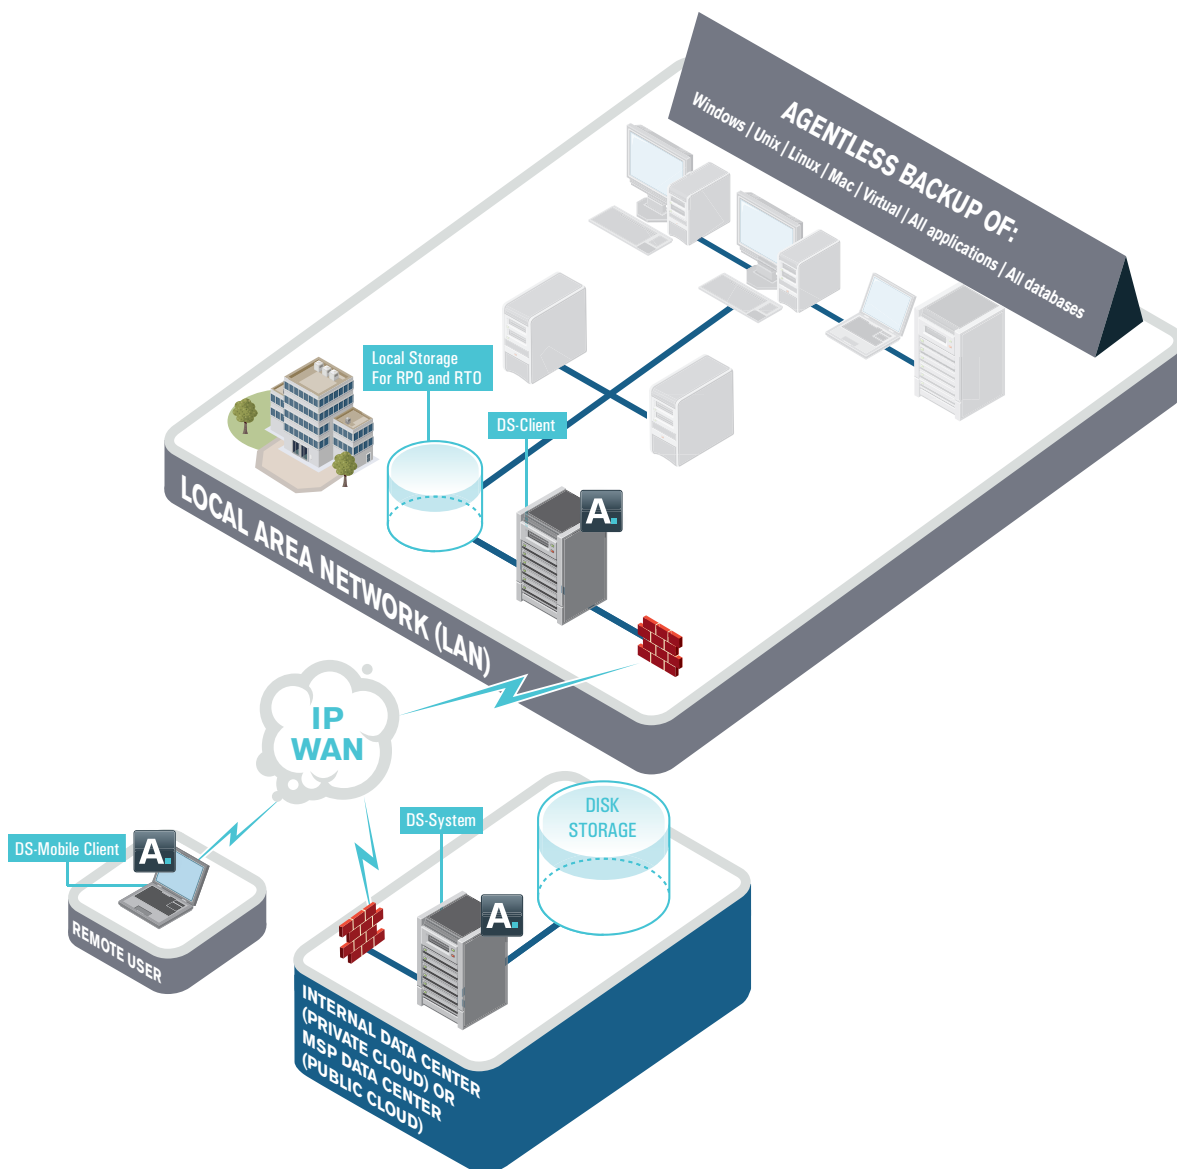 AGENTLESS BACKUP OF:
Windows | Unix | Linux | Mac | Virtual | All applications | All databases
Local Storage
For RPO and RTO
DS-Client
A.
LOCAL AREA NETWORK (LAN)
IP
WAN
DS-Mobile Client
A.
REMOTE USER
DS-System
A.
DISK
STORAGE
INTERNAL DATA CENTER
(PRIVATE CLOUD) OR
MSP DATA CENTER
(PUBLIC CLOUD)